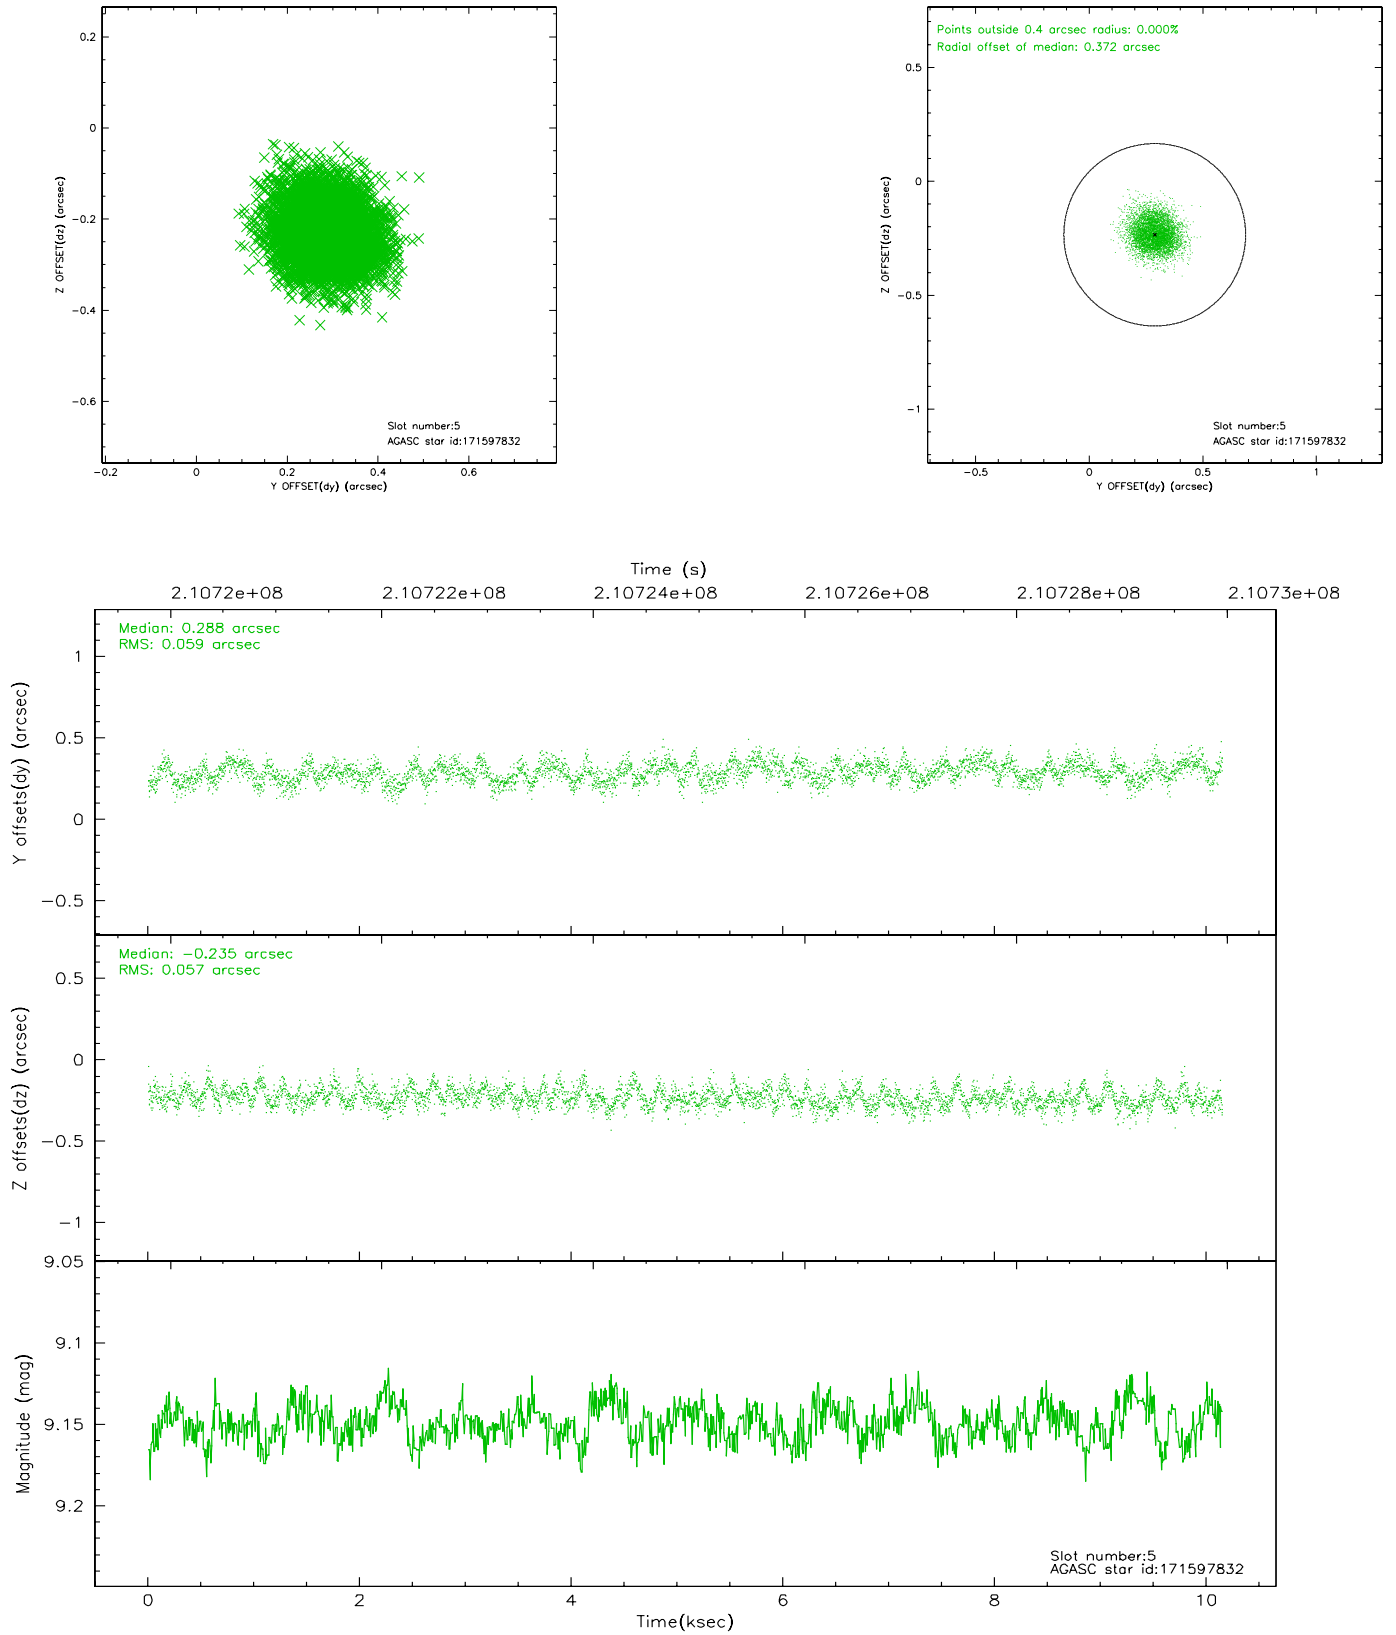 0.2
0
−0.2
−0.4
−0.6
Z OFFSET(dz) (arcsec)
Slot number:5
AGASC star id:171597832
−0.2 0 0.2 0.4 0.6
Y OFFSET(dy) (arcsec)
Points outside 0.4 arcsec radius: 0.000%
Radial offset of median: 0.372 arcsec
0.5
0
−0.5
−1
Z OFFSET(dz) (arcsec)
Slot number:5
AGASC star id:171597832
−0.5 0 0.5 1
Y OFFSET(dy) (arcsec)
Time (s)
2.1072e+08 2.10722e+08 2.10724e+08 2.10726e+08 2.10728e+08 2.1073e+08
Median: 0.288 arcsec
RMS: 0.059 arcsec
1
0.5
0
−0.5
Y offsets(dy) (arcsec)
Median: −0.235 arcsec
RMS: 0.057 arcsec
0.5
0
−0.5
−1
Z offsets(dz) (arcsec)
9.05
9.1
9.15
9.2
Magnitude (mag)
Slot number:5
AGASC star id:171597832
0 2 4 6 8 10
Time(ksec)